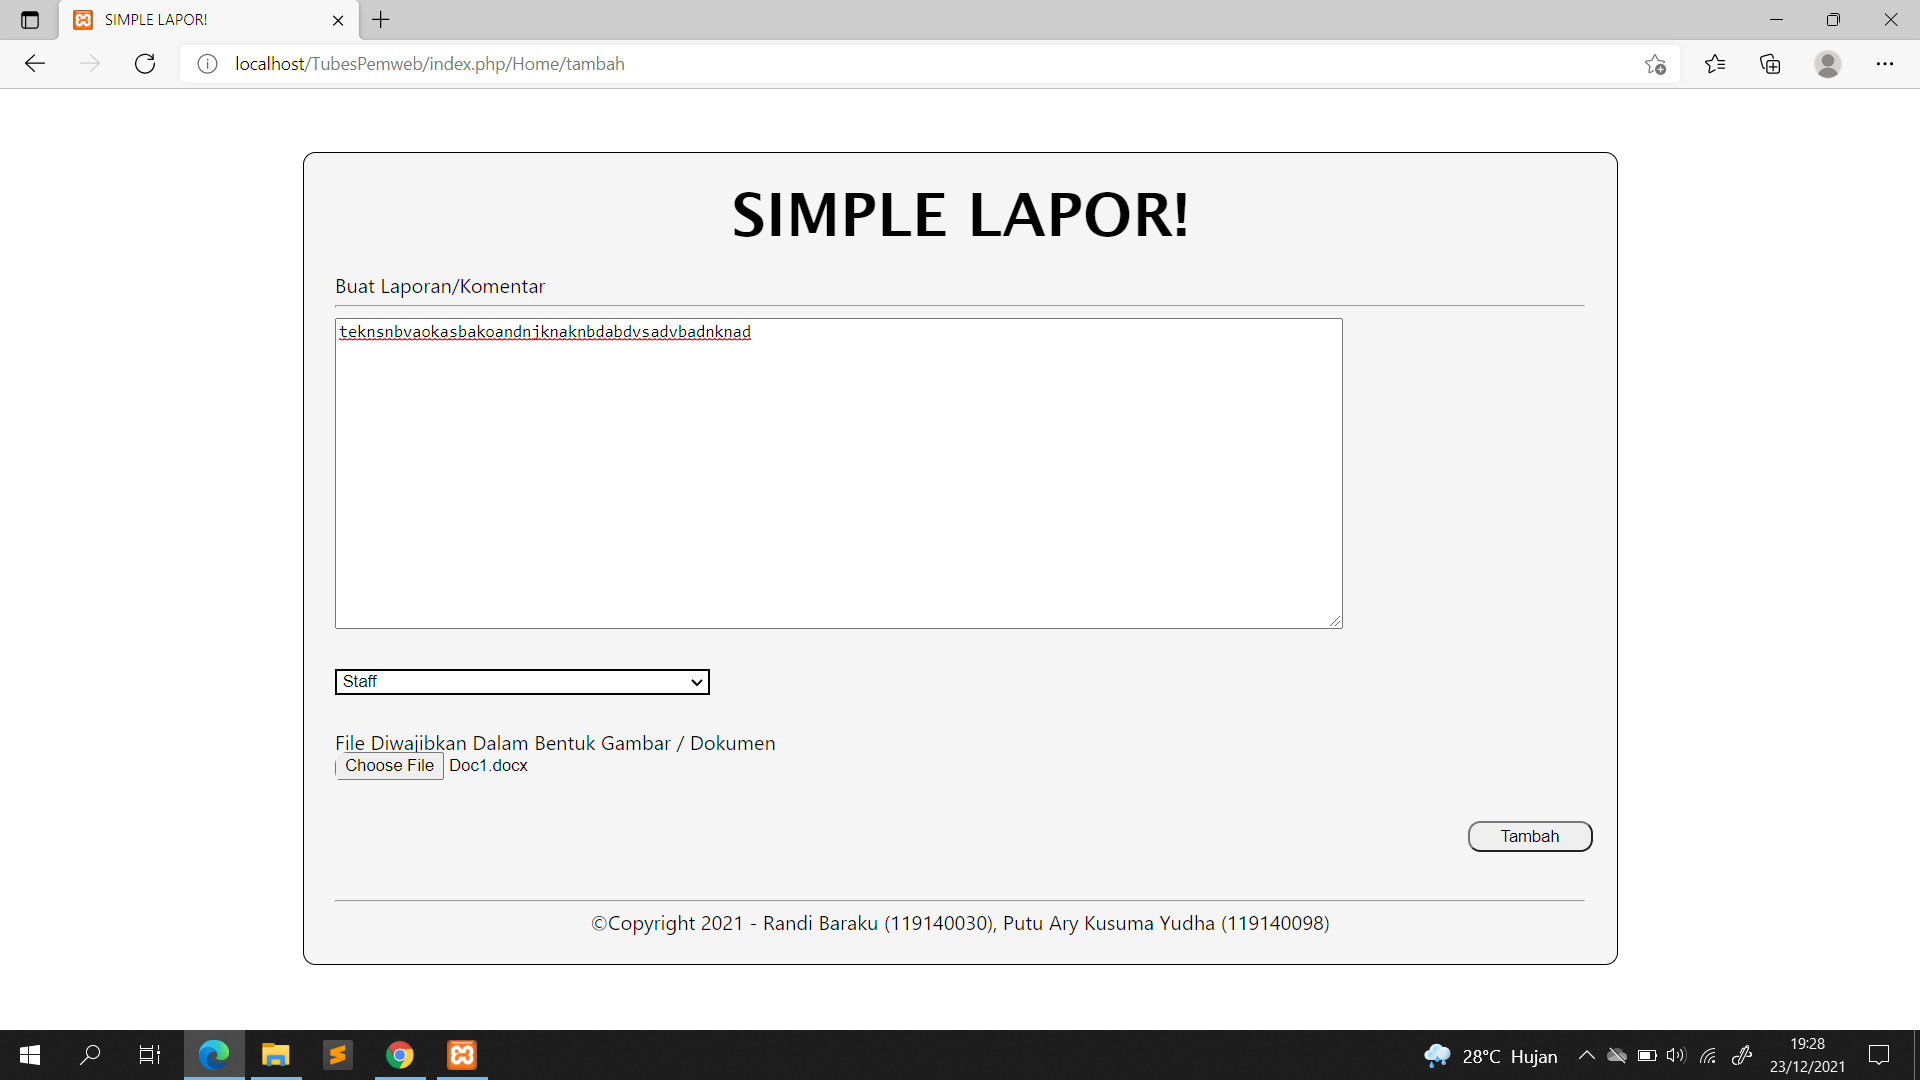 SIMPLE LAPOR!
localhost/TubesPemweb/index.php/Home/tambah
SIMPLE LAPOR!
Buat Laporan/Komentar
teknsnbvaokasbakoandnjknaknbdabdvsadvbadnknad
Staff
File Diwajibkan Dalam Bentuk Gambar / Dokumen
Choose File Doc1.docx
Tambah
©Copyright 2021 - Randi Baraku (119140030), Putu Ary Kusuma Yudha (119140098)
28°C Hujan
19:28
23/12/2021